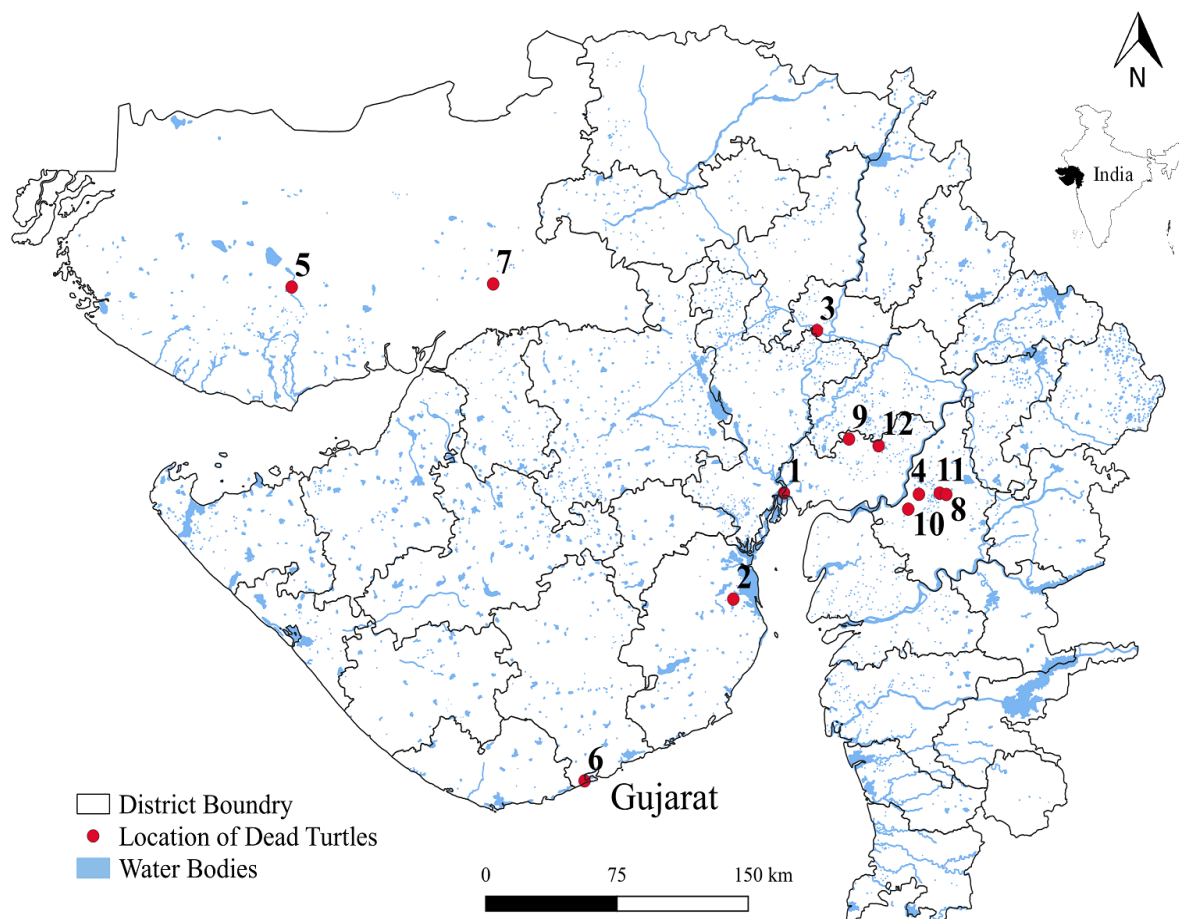 N
India
5
7
3
9
12
1
4
11
10
8
2
6
Gujarat
District Boundry
Location of Dead Turtles
Water Bodies
0
75
150 km